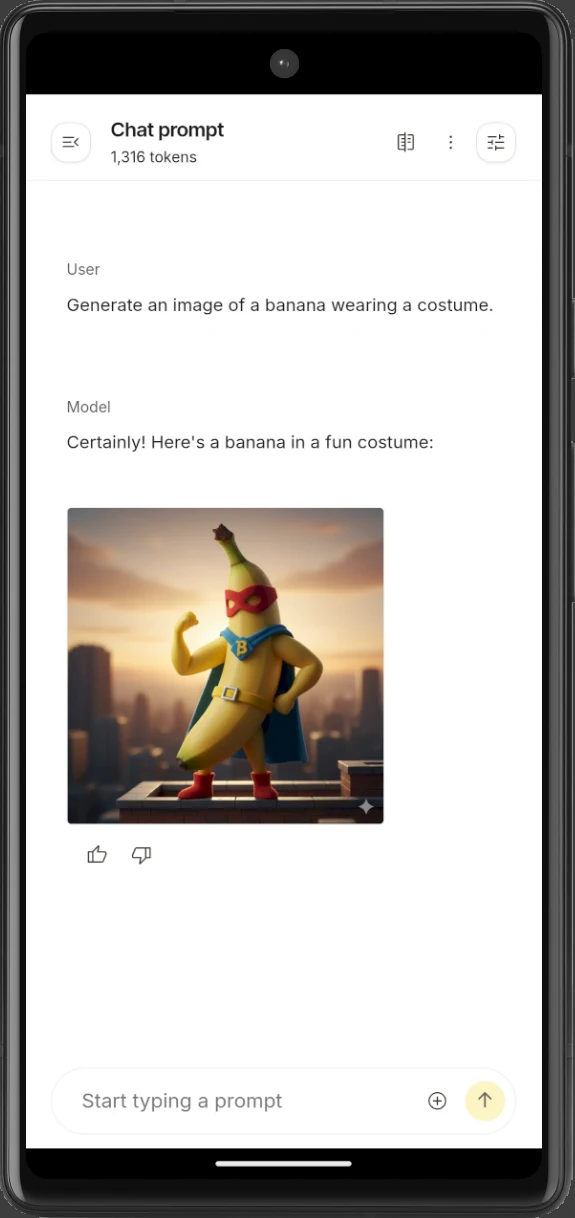 Chat prompt
1,316 tokens
User
Generate an image of a banana wearing a costume.
Model
Certainly! Here's a banana in a fun costume:
B
Start typing a prompt